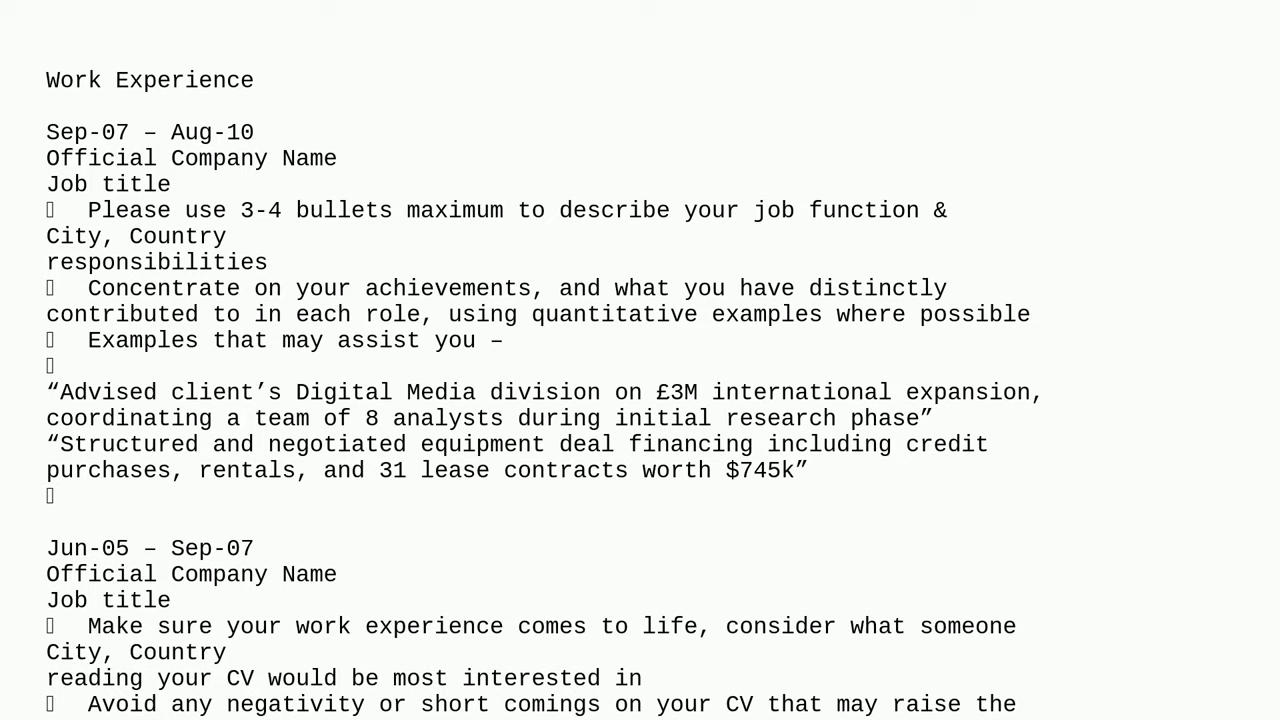 Work Experience
Sep-07 – Aug-10
Official Company Name
Job title
 Please use 3-4 bullets maximum to describe your job function &
City, Country
responsibilities
 Concentrate on your achievements, and what you have distinctly
contributed to in each role, using quantitative examples where possible
 Examples that may assist you –

“Advised client’s Digital Media division on £3M international expansion,
coordinating a team of 8 analysts during initial research phase”
“Structured and negotiated equipment deal financing including credit
purchases, rentals, and 31 lease contracts worth $745k”

Jun-05 – Sep-07
Official Company Name
Job title
 Make sure your work experience comes to life, consider what someone
City, Country
reading your CV would be most interested in
 Avoid any negativity or short comings on your CV that may raise the